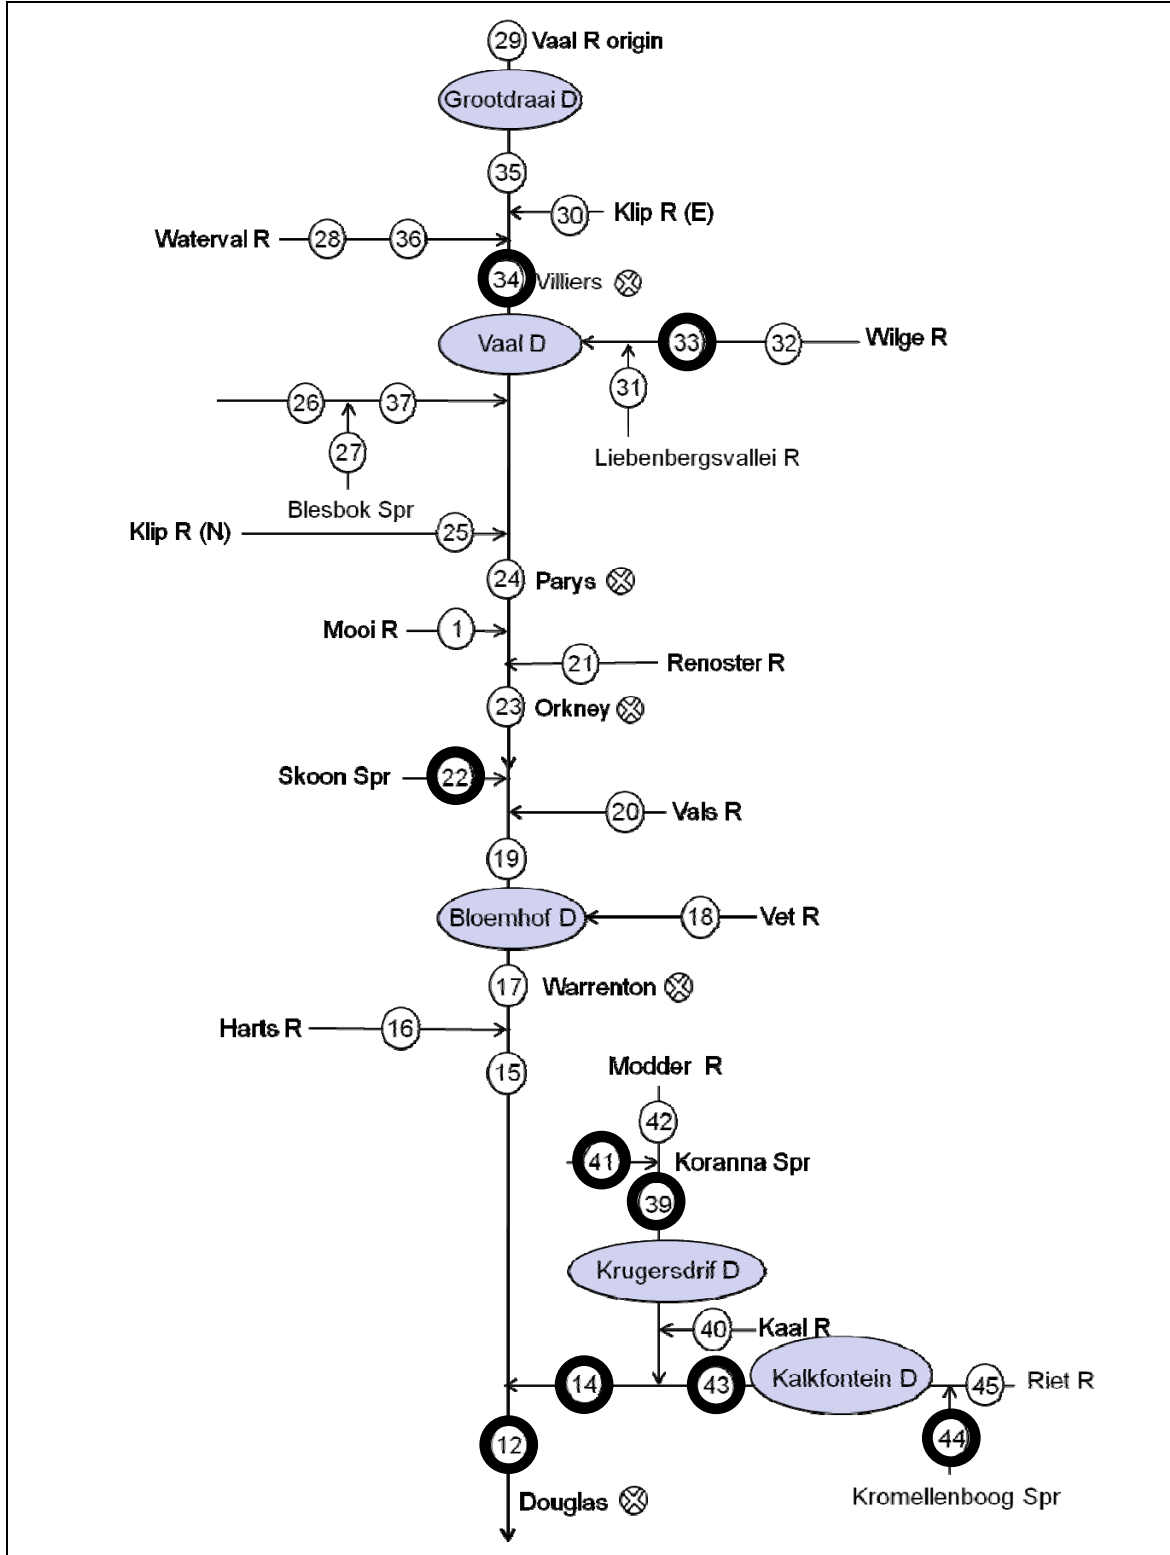 29 Vaal R origin
Grootdraai D
35
30 Klip R (E)
Waterval R 28 36
34 Villiers
Vaal D 33 32 Wilge R
31
26 37
27
Liebenbergsvallei R
Blesbok Spr
Klip R (N) 25
24 Parys
Mooi R 1
21 Renoster R
23 Orkney
Skoon Spr 22
20 Vals R
19
Bloemhof D 18 Vet R
17 Warrenton
Harts R 16
15
Modder R
42
41 Koranna Spr
39
Krugersdrif D
40 Kaal R
14 43 Kalkfontein D 45 Riet R
12
44
Douglas
Kromellenboog Spr